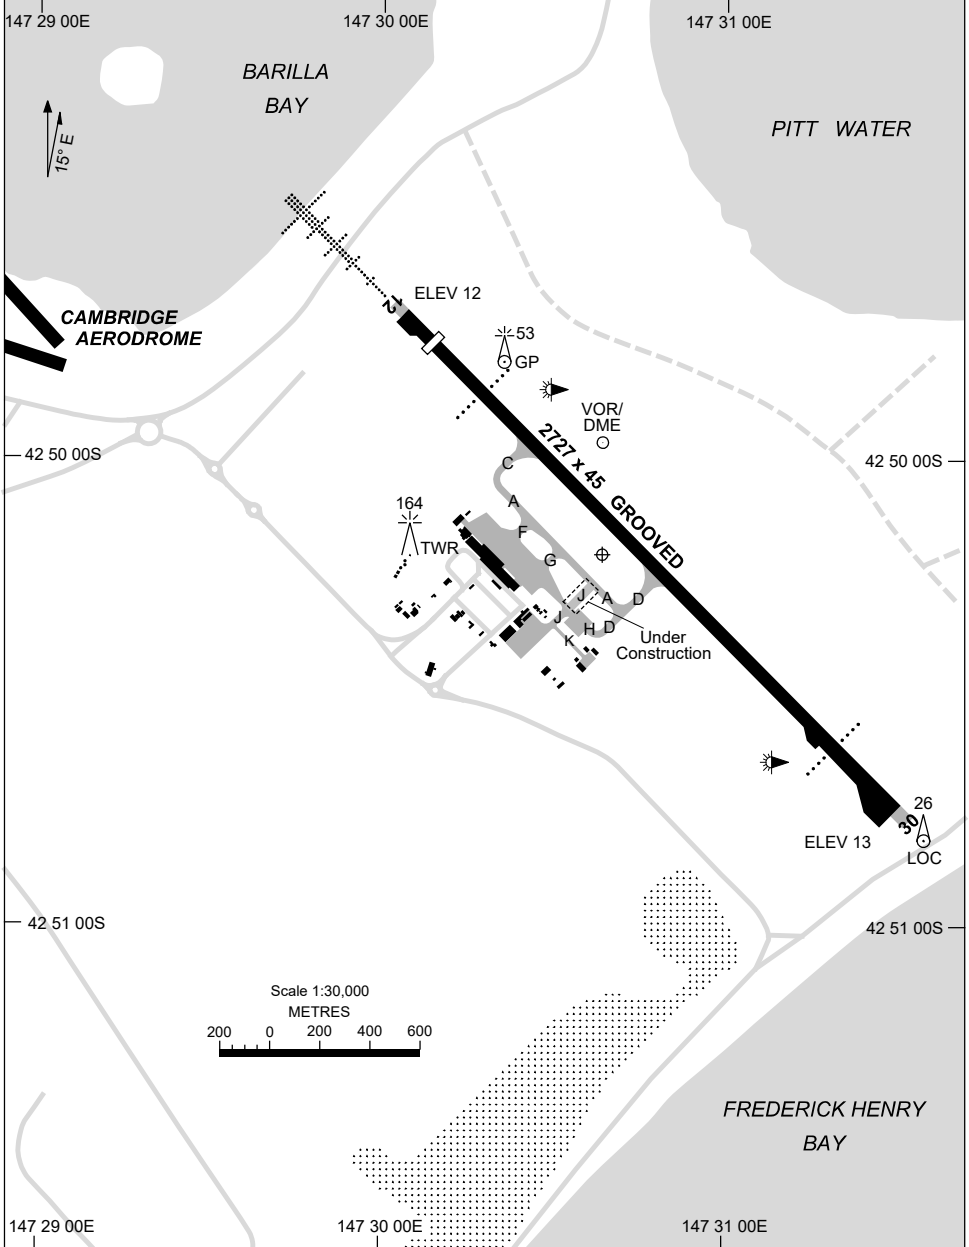 147 29 00E
147 30 00E
147 31 00E
BARILLA
BAY
PITT WATER
15° E
12
ELEV 12
CAMBRIDGE
AERODROME
53
GP
VOR/
DME
42 50 00S
42 50 00S
2727 x 45 GROOVED
C
A
164
TWR
F
G
J
A
D
J
H
D
K
Under
Construction
26
30
ELEV 13
LOC
42 51 00S
42 51 00S
Scale 1:30,000
METRES
200 0 200 400 600
FREDERICK HENRY
BAY
147 29 00E
147 30 00E
147 31 00E